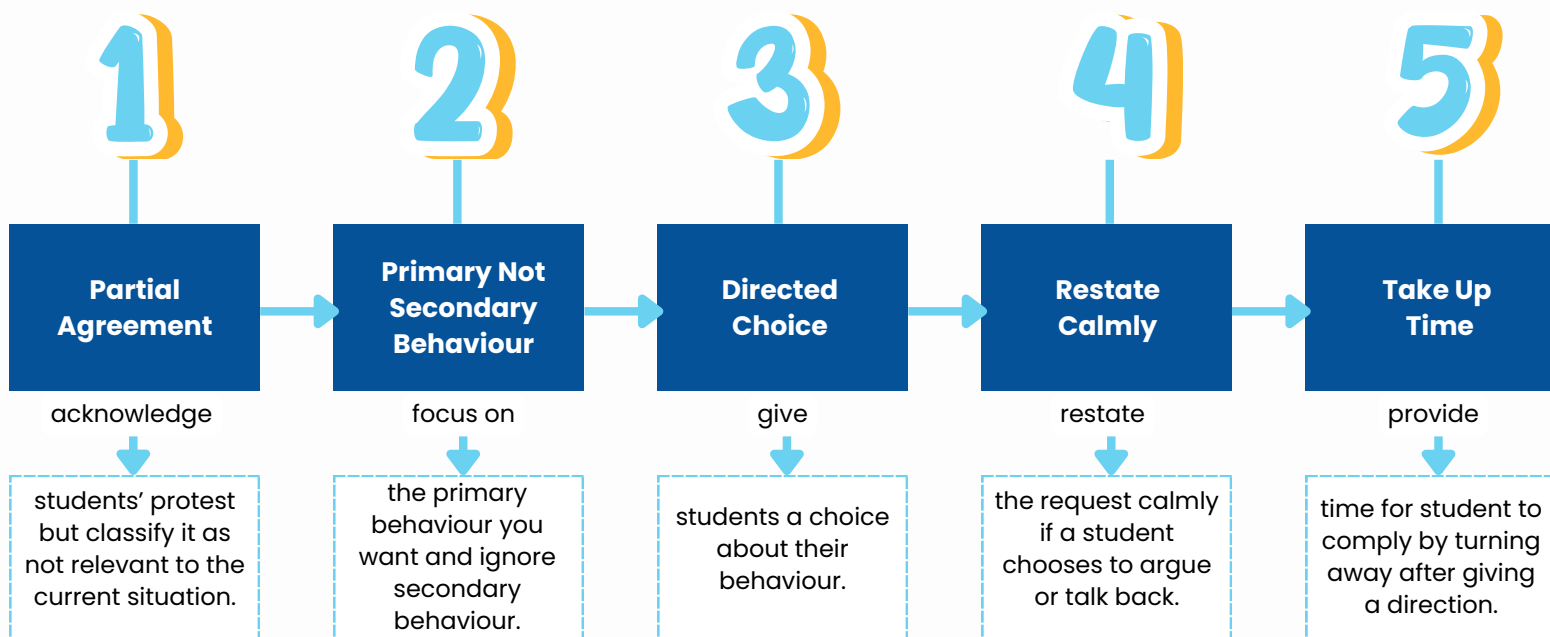 1
2
3
4
5
Partial
Agreement
Primary Not
Secondary
Behaviour
Directed
Choice
Restate
Calmly
Take Up
Time
acknowledge
focus on
give
restate
provide
students’ protest
but classify it as
not relevant to the
current situation.
the primary
behaviour you
want and ignore
secondary
behaviour.
students a choice
about their
behaviour.
the request calmly
if a student
chooses to argue
or talk back.
time for student to
comply by turning
away after giving
a direction.